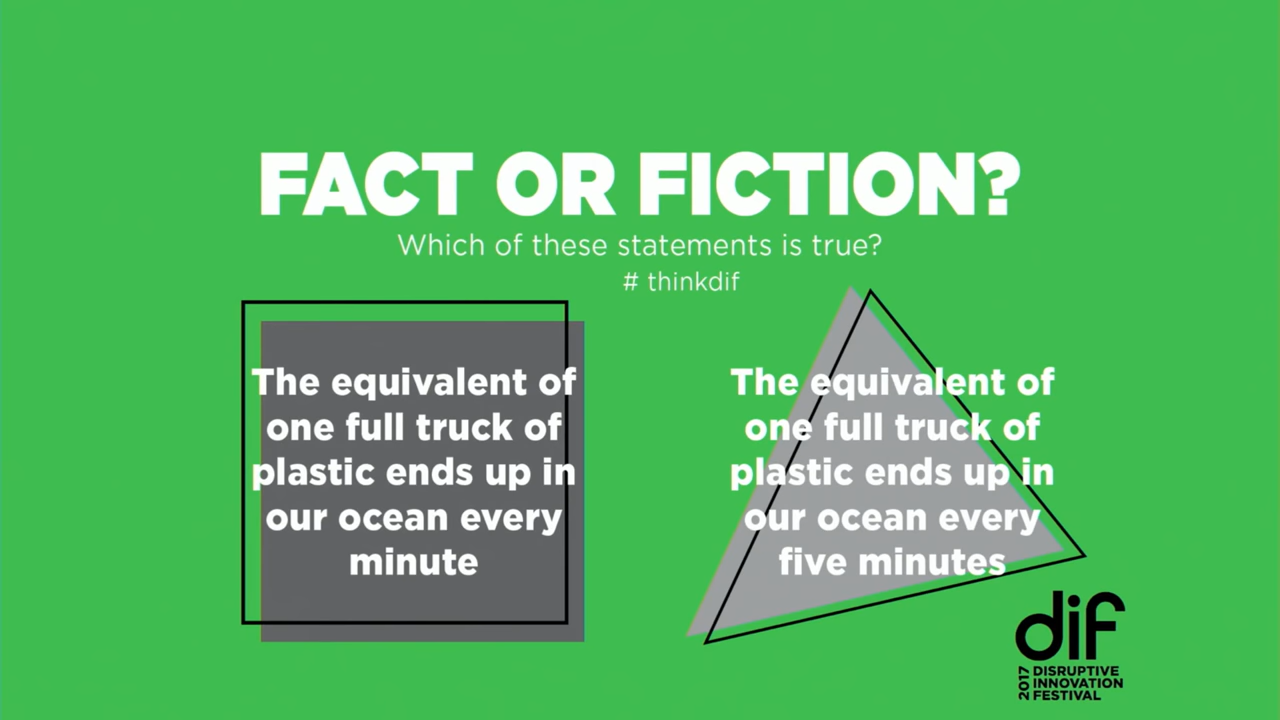 FACT OR FICTION?
Which of these statements is true?
# thinkdif
The equivalent of
one full truck of
plastic ends up in
our ocean every
minute
The equivalent of
one full truck of
plastic ends up in
our ocean every
five minutes
dif
2017
DISRUPTIVE
INNOVATION
FESTIVAL